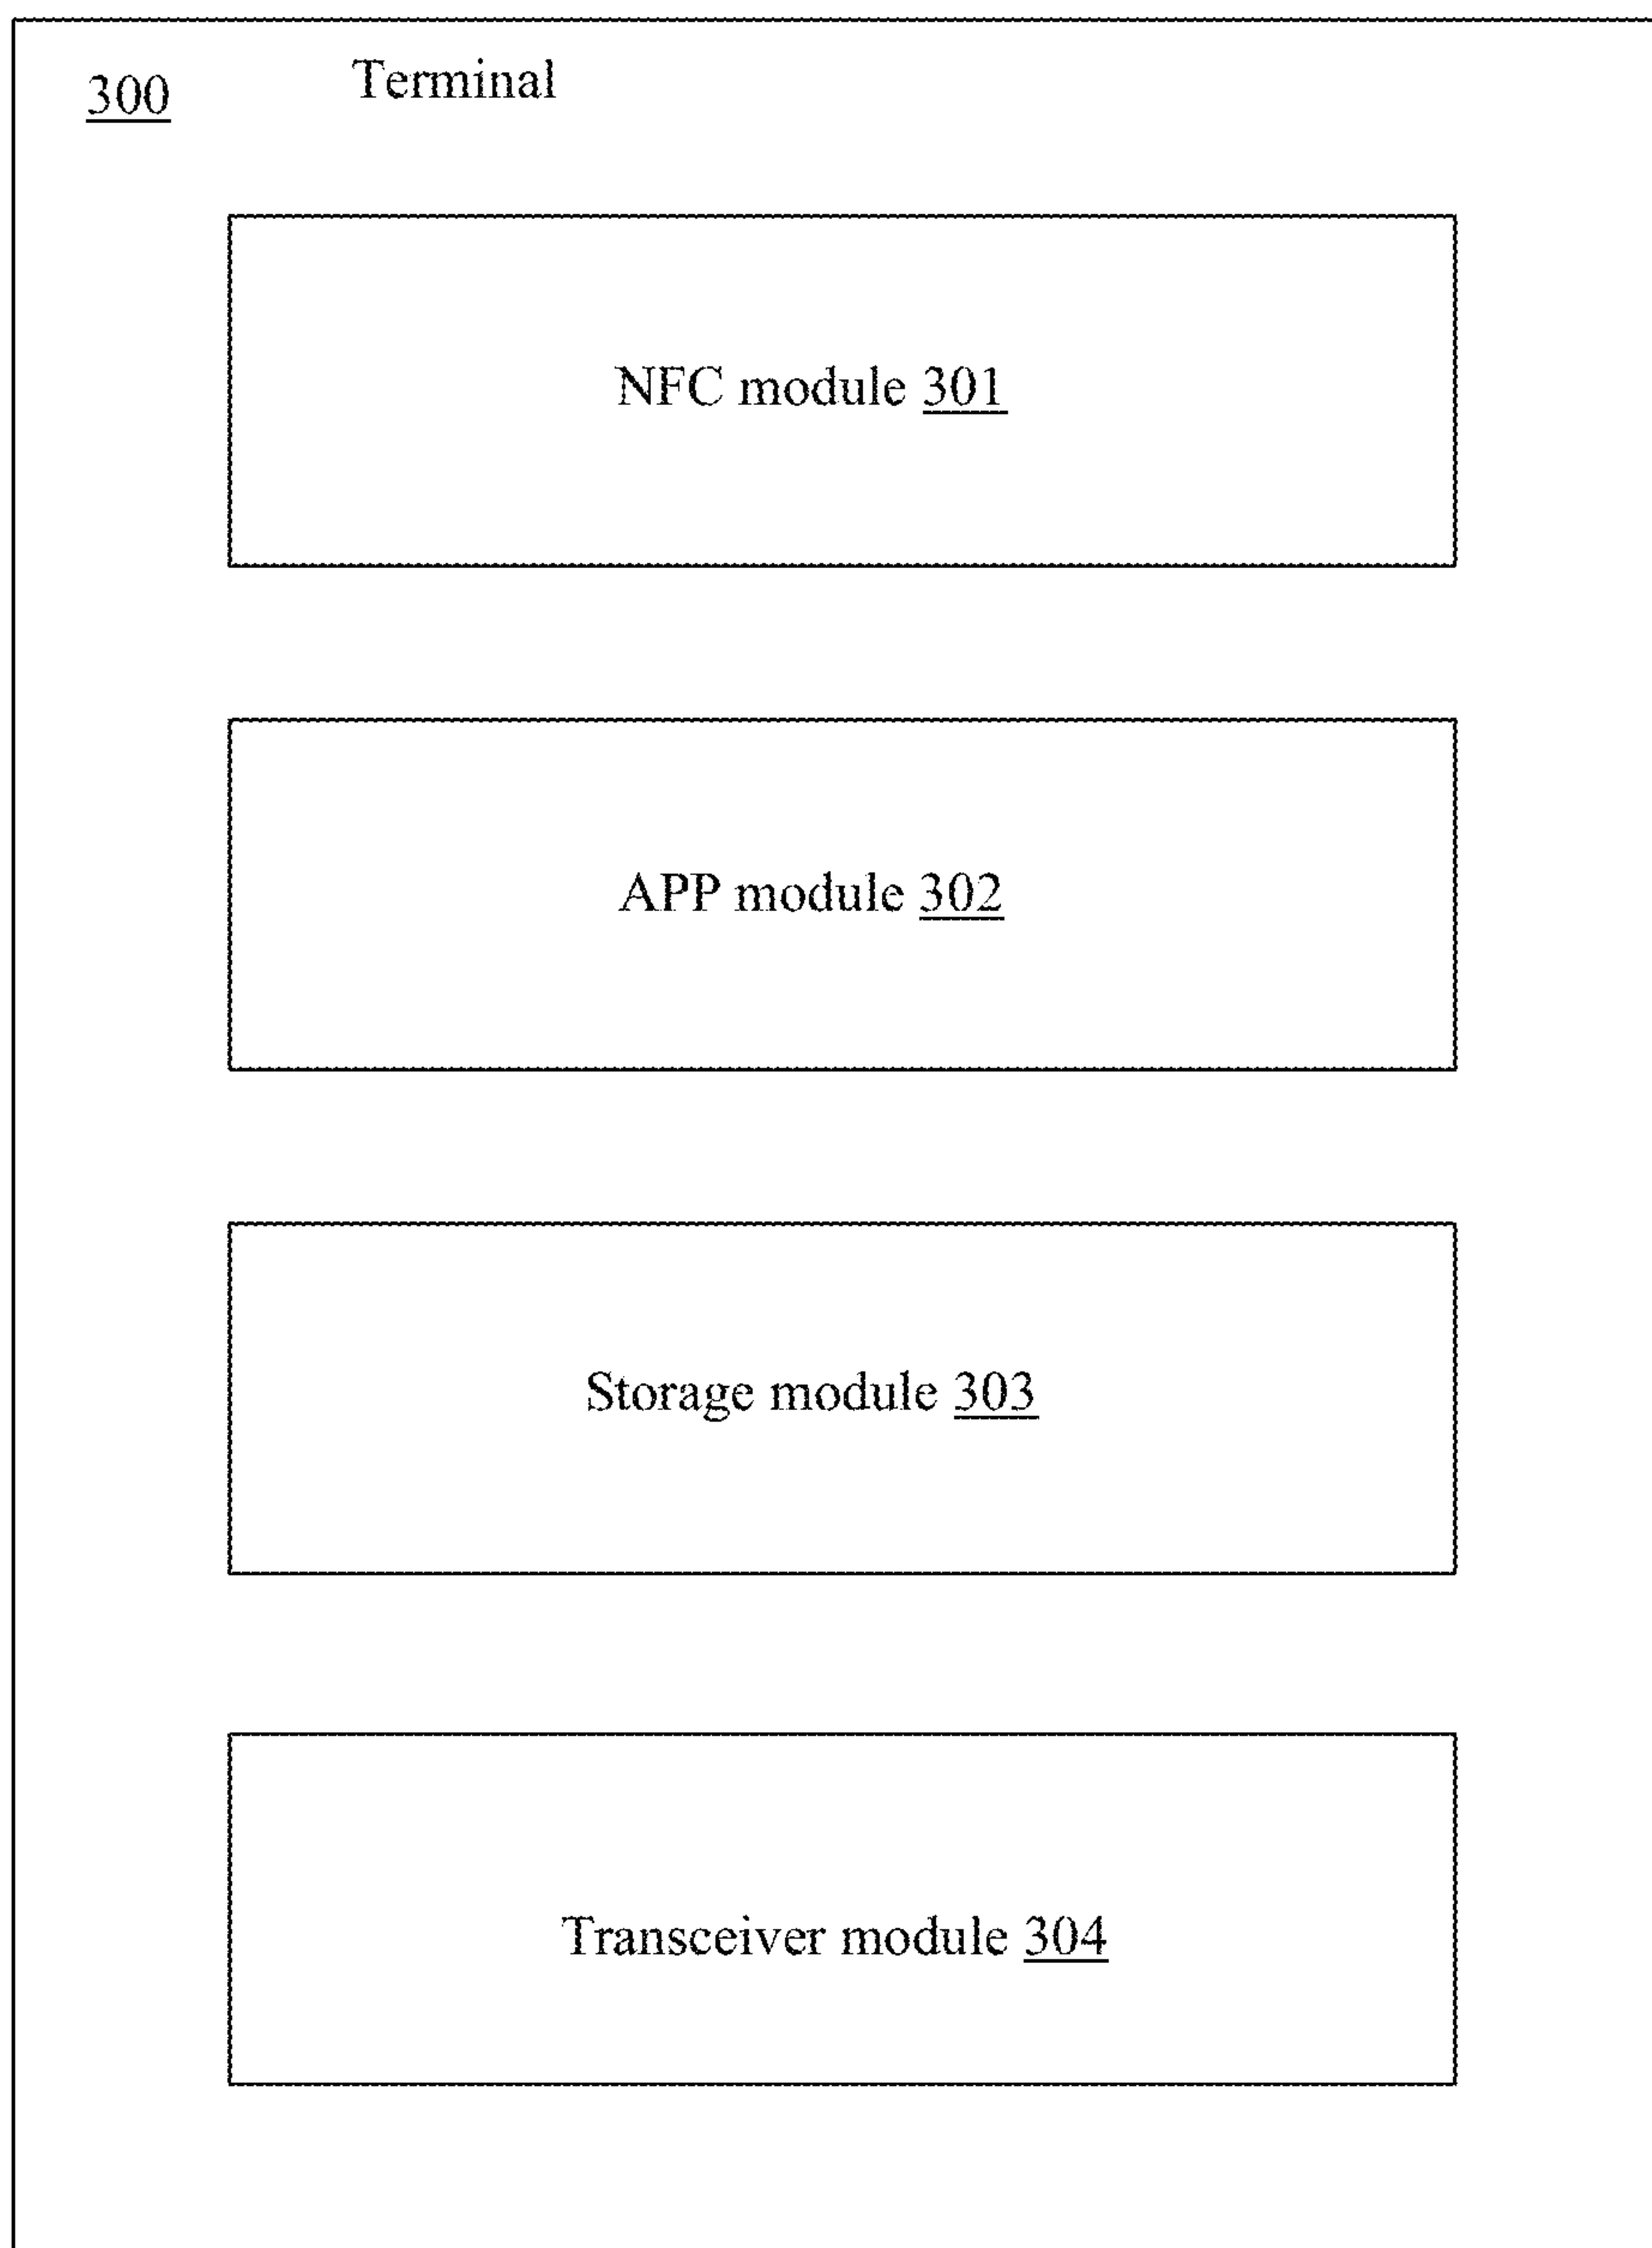 300 Terminal
NFC module 301
APP module 302
Storage module 303
Transceiver module 304